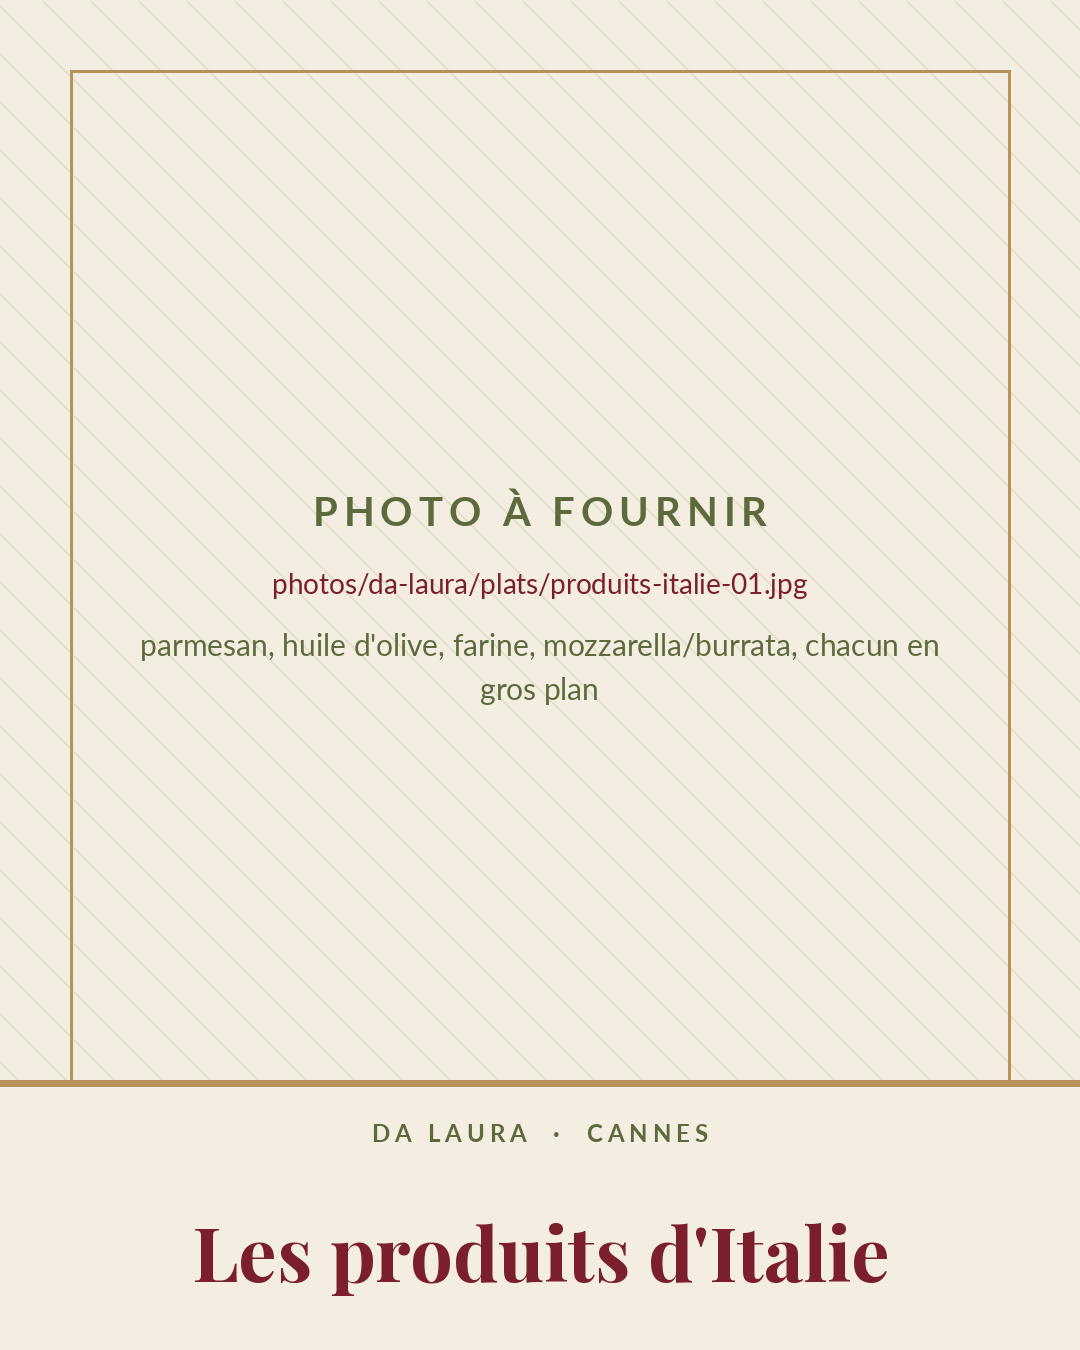 PHOTO À FOURNIR
photos/da-laura/plats/produits-italie-01.jpg
parmesan, huile d'olive, farine, mozzarella/burrata, chacun en
gros plan
DA LAURA · CANNES
Les produits d'Italie